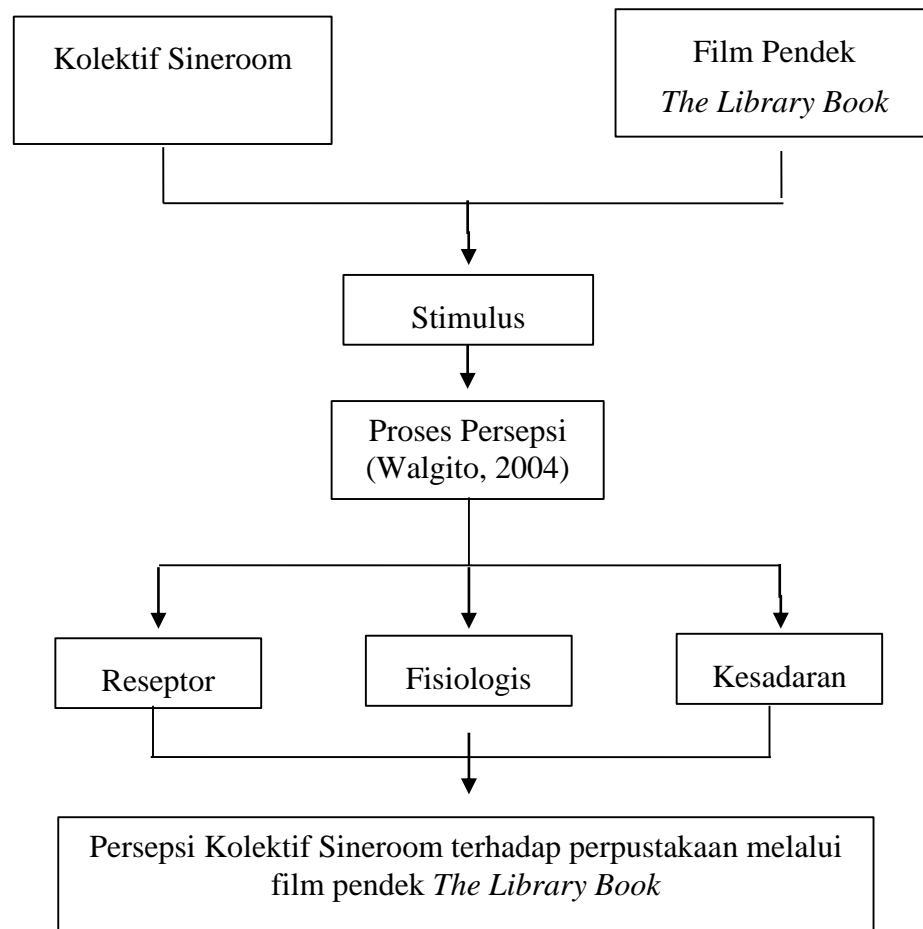 Kolektif Sineroom
Film Pendek
The Library Book
Stimulus
Proses Persepsi
(Walgito, 2004)
Reseptor
Fisiologis
Kesadaran
Persepsi Kolektif Sineroom terhadap perpustakaan melalui
film pendek The Library Book